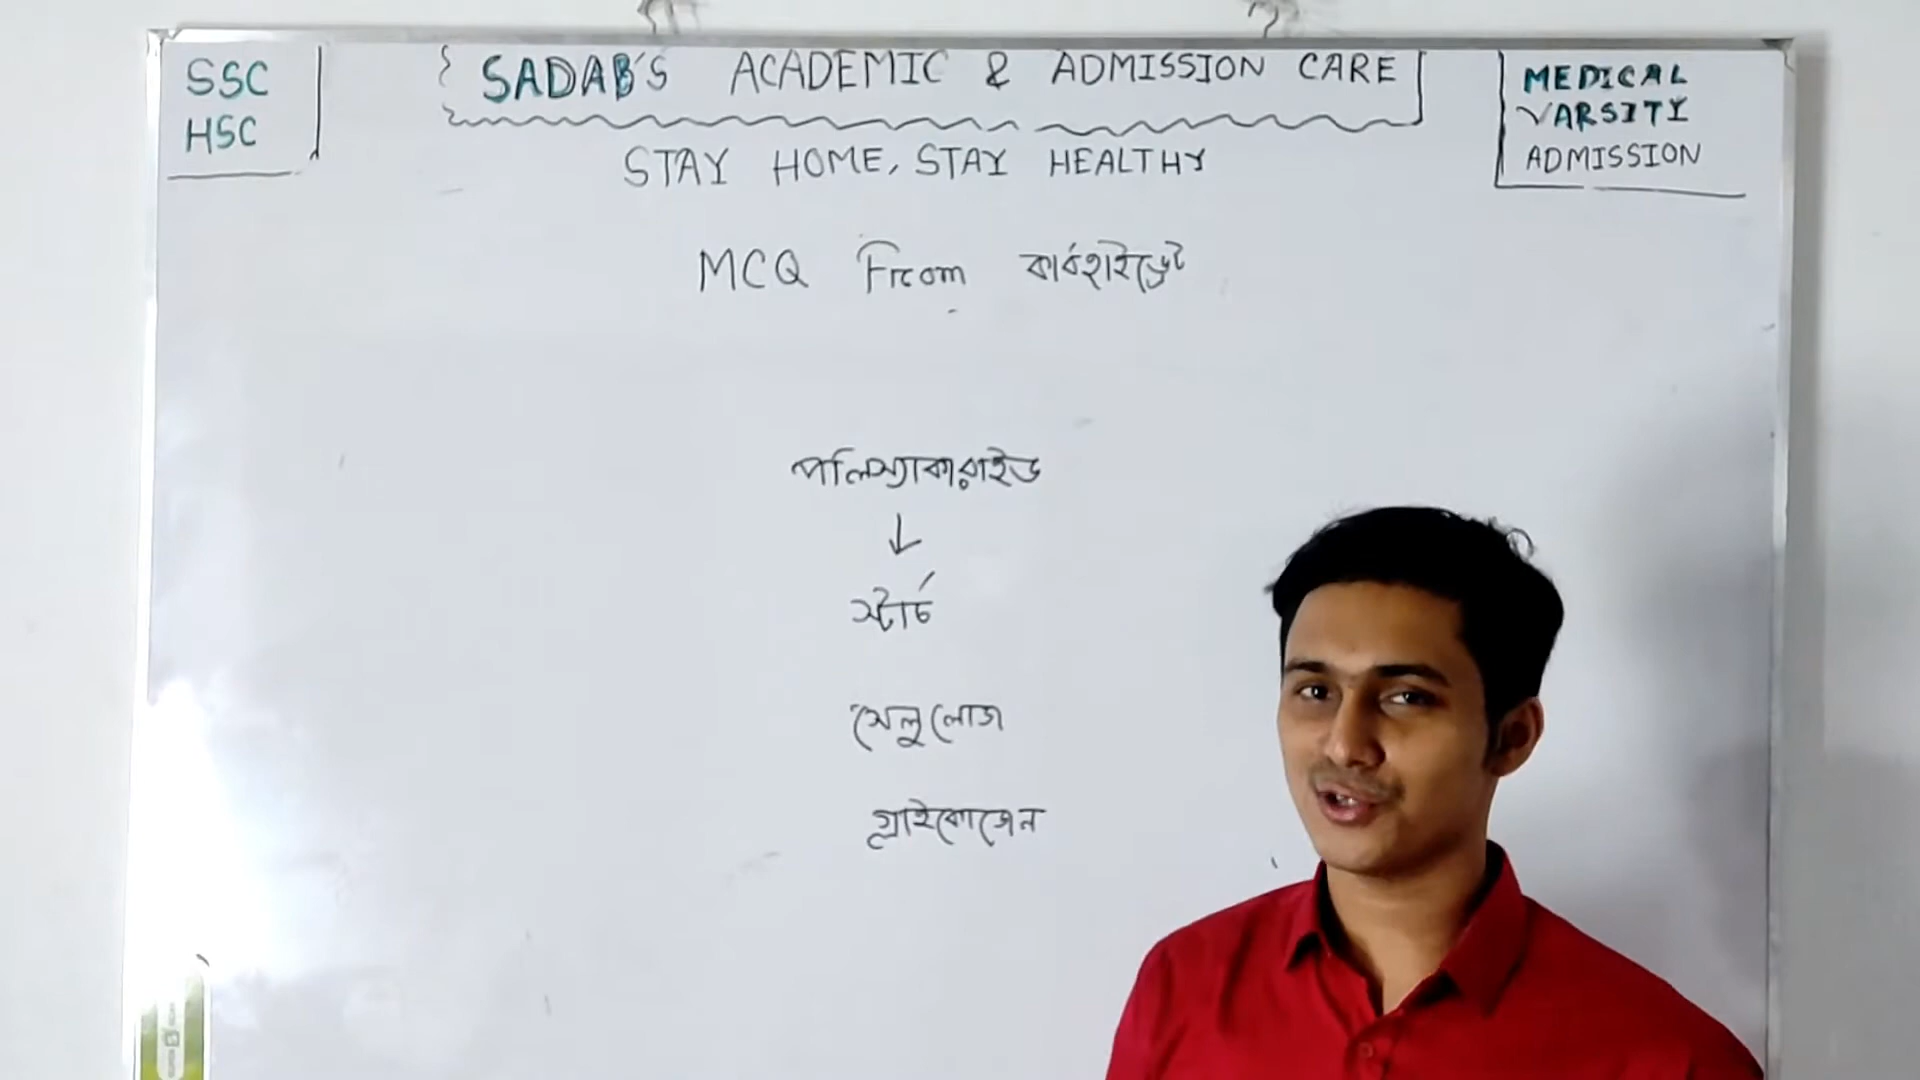 SSC
HSC
SADAB'S ACADEMIC & ADMISSION CARE
MEDICAL
VARSITY
ADMISSION
STAY HOME, STAY HEALTHY
MCQ From কার্বহাইড্রেট
পলিস্যাকারাইড
↓
স্টার্চ
সেলুলোজ
গ্লাইকোজেন